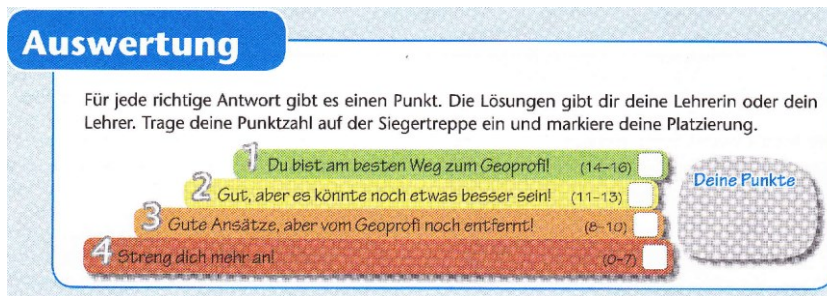 Auswertung
Für jede richtige Antwort gibt es einen Punkt. Die Lösungen gibt dir deine Lehrerin oder dein
Lehrer. Trage deine Punktzahl auf der Siegertreppe ein und markiere deine Platzierung.
1 Du bist am besten Weg zum Geoprofi! (14–16)
2 Gut, aber es könnte noch etwas besser sein! (11–13)
3 Gute Ansätze, aber vom Geoprofi noch entfernt! (8–10)
4 Streng dich mehr an! (0–7)
Deine Punkte